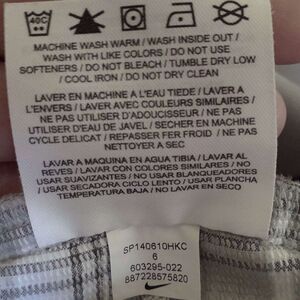 40C
MACHINE WASH WARM / WASH INSIDE OUT /
WASH WITH LIKE COLORS / DO NOT USE
SOFTENERS / DO NOT BLEACH / TUMBLE DRY LOW
/ COOL IRON / DO NOT DRY CLEAN
LAVER EN MACHINE A L'EAU TIEDE / LAVER A
L'ENVERS / LAVER AVEC COULEURS SIMILAIRES /
NE PAS UTILISER D'ADOUCISSEUR / NE PAS
UTILISER D'EAU DE JAVEL / SECHER EN MACHINE
CYCLE DELICAT / REPASSER FER FROID / NE PAS
NETTOYER A SEC
LAVAR A MAQUINA EN AGUA TIBIA / LAVAR AL
REVES / LAVAR CON COLORES SIMILARES / NO
USAR SUAVIZANTES / NO USAR BLANQUEADORES
/ USAR SECADORA CICLO LENTO / USAR PLANCHA
TEMPERATURA BAJA / NO LAVAR EN SECO
SP140610HKC
6
603295-022
887228575820